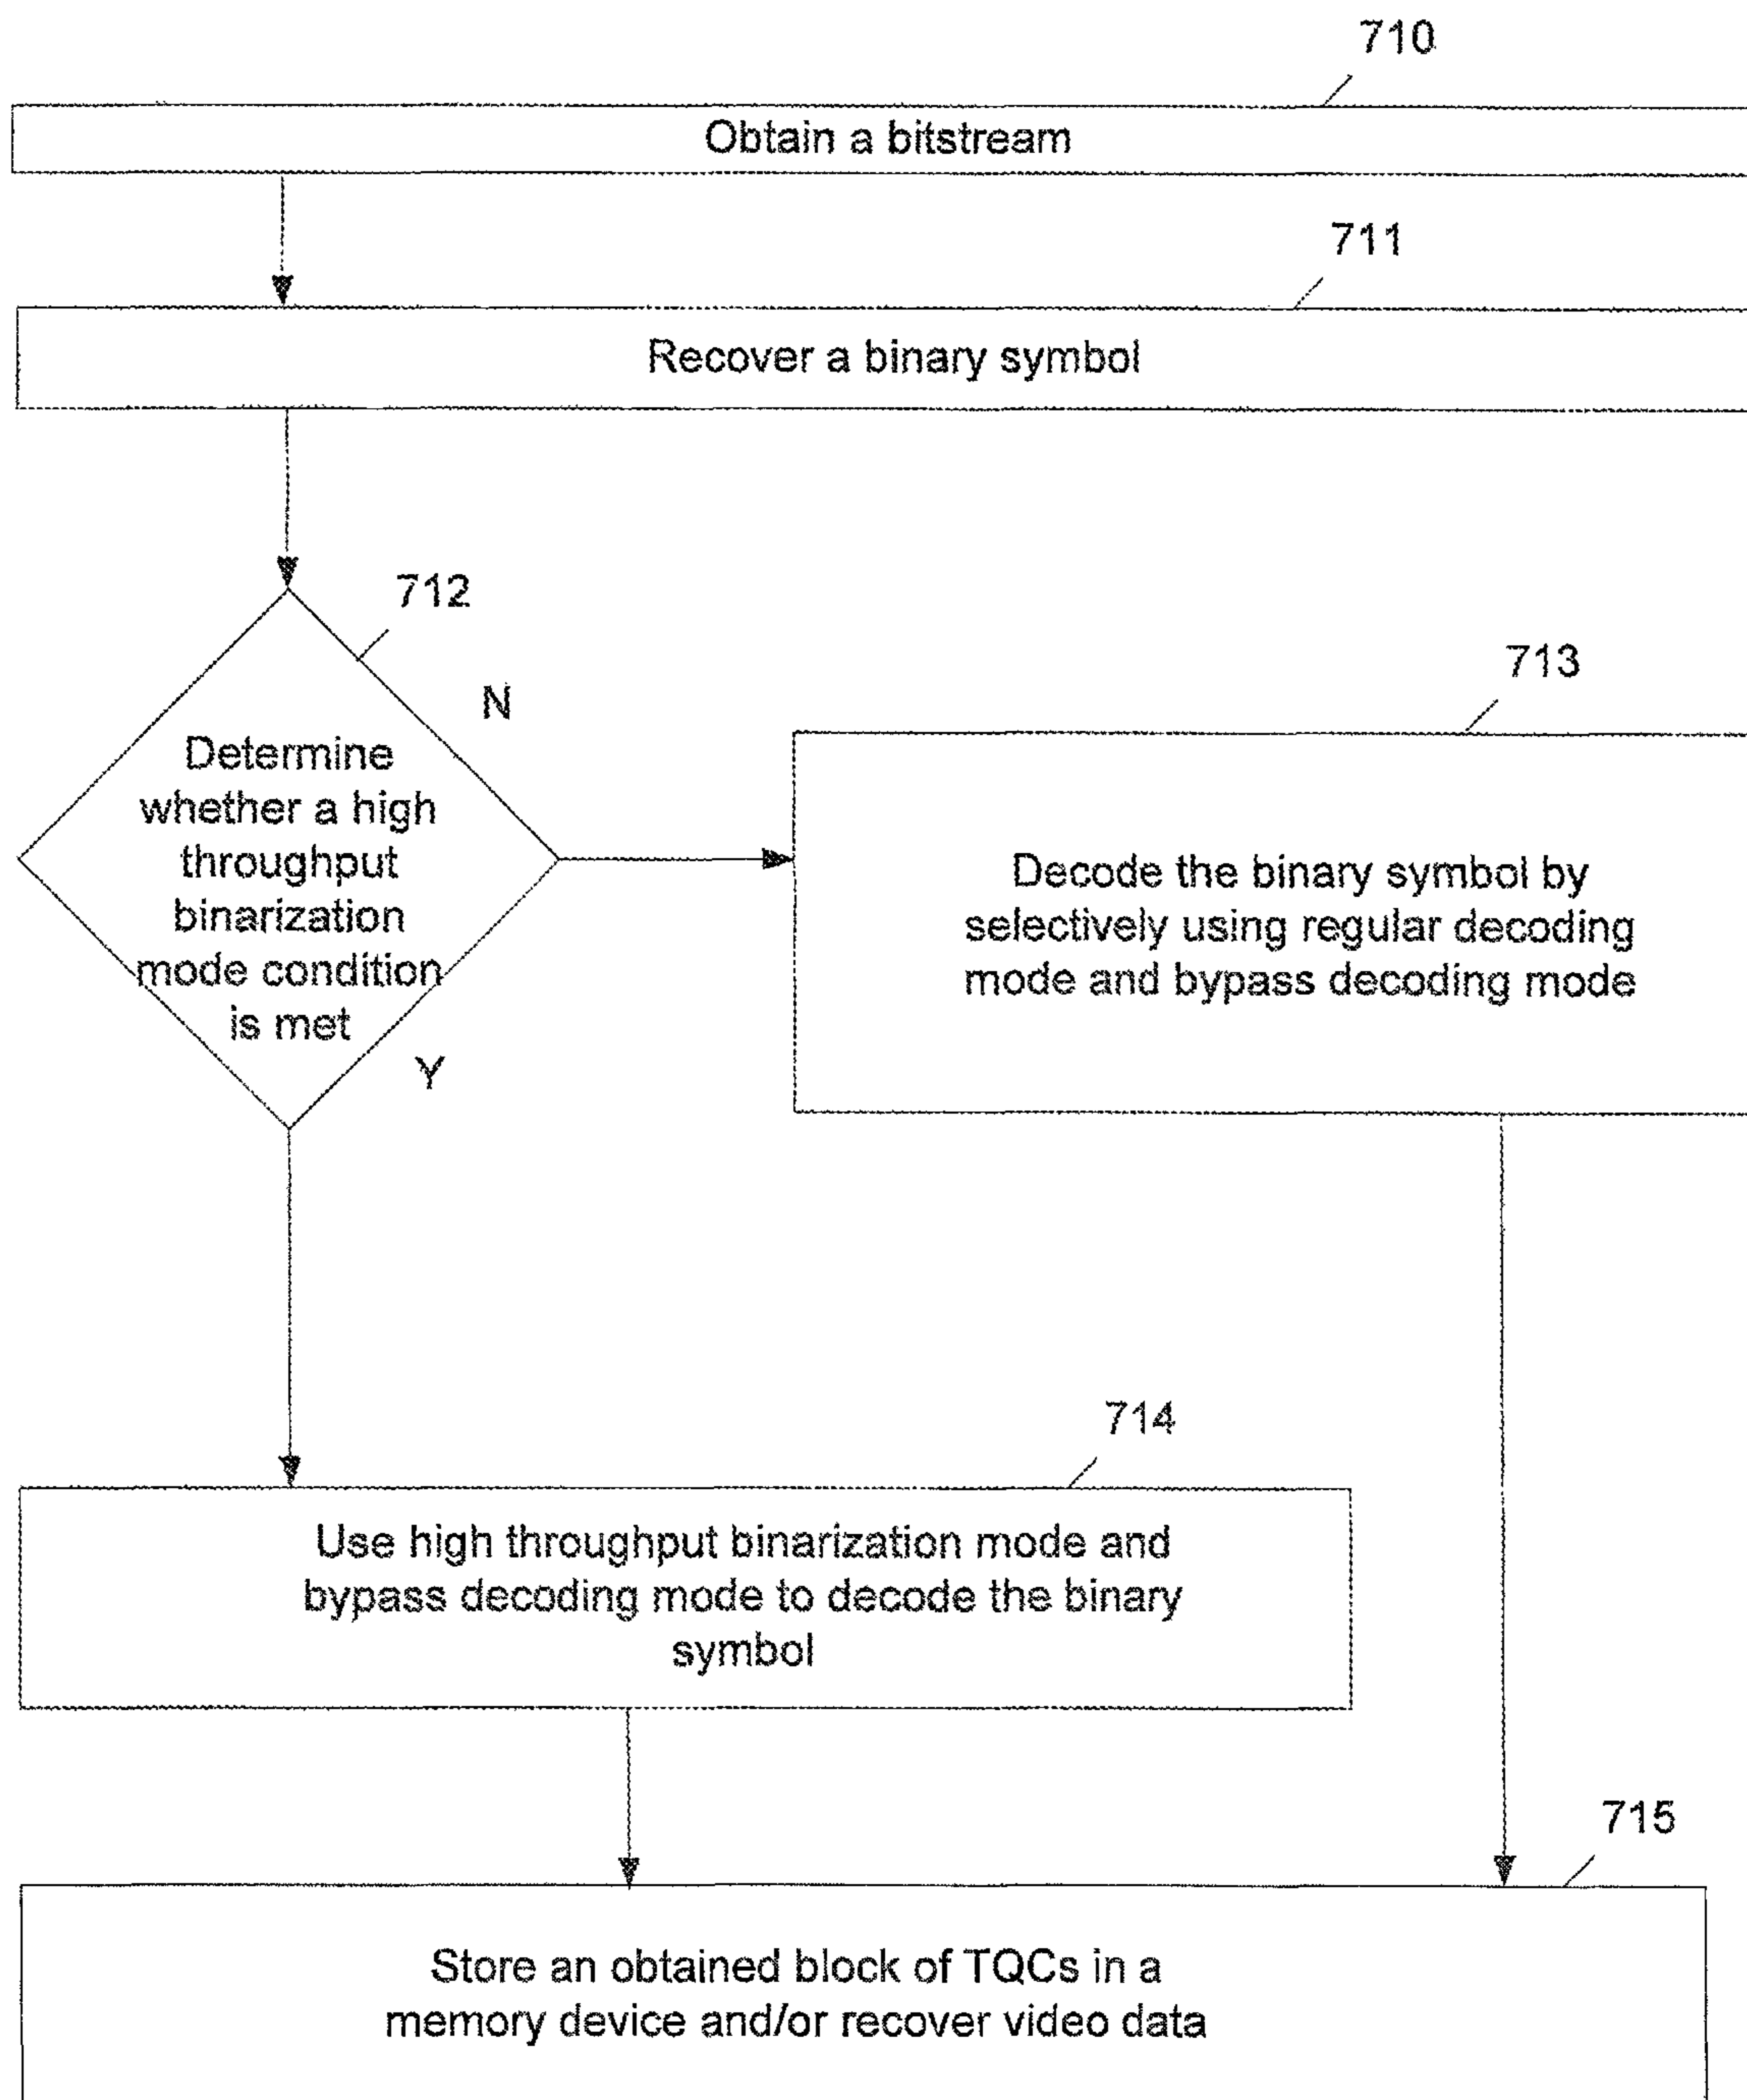 710
Obtain a bitstream
711
Recover a binary symbol
712
N
713
Determine
whether a high
throughput
binarization
mode condition
is met
Y
Decode the binary symbol by
selectively using regular decoding
mode and bypass decoding mode
714
Use high throughput binarization mode and
bypass decoding mode to decode the binary
symbol
715
Store an obtained block of TQCs in a
memory device and/or recover video data